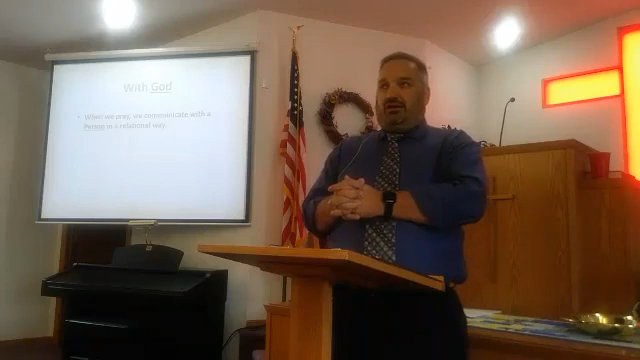 With God
• When we pray, we communicate with a
Person in a relational way.